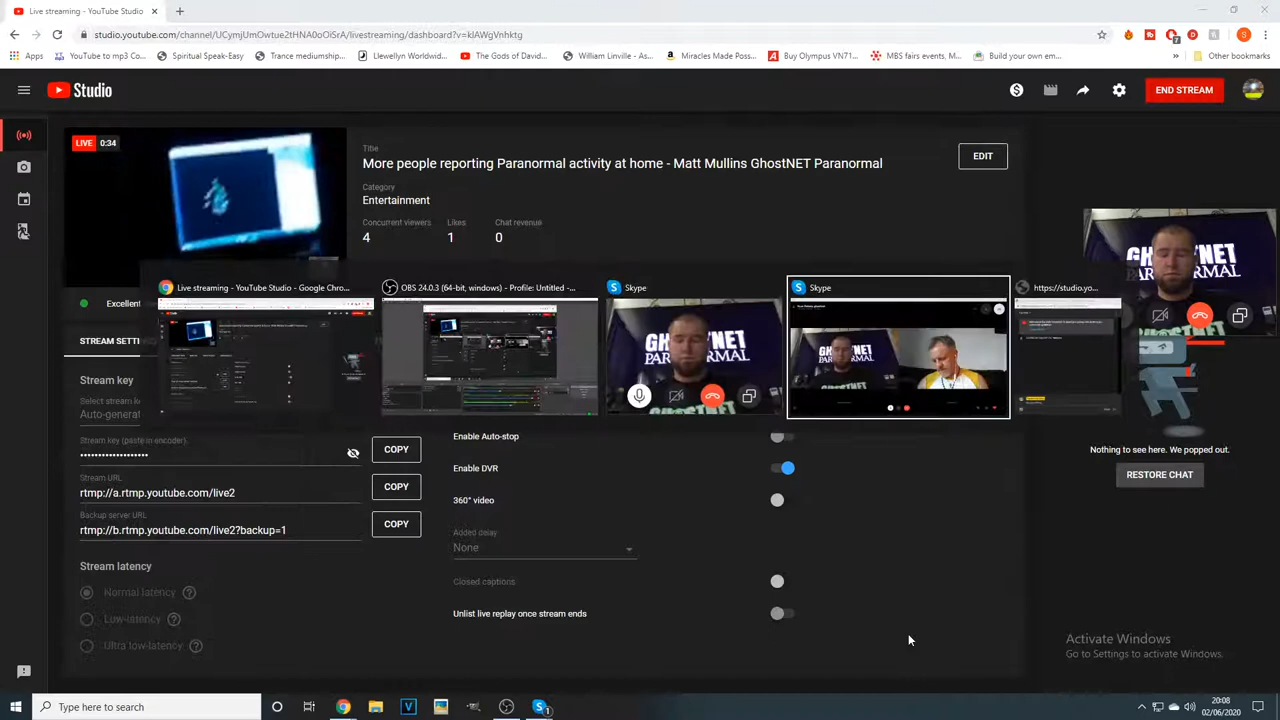 Live streaming - YouTube Studio
studio.youtube.com/channel/UCymjUmOwtue2tHNA0oOiSrA/livestreaming/dashboard?v=klAWgVnhktg
Apps
YouTube to mp3 Co...
Spiritual Speak-Easy
Trance mediumship...
Llewellyn Worldwid...
The Gods of David...
William Linville - As...
Miracles Made Poss...
Buy Olympus VN71...
MBS fairs events, M...
Build your own em...
»
Other bookmarks
Studio
END STREAM
LIVE 0:34
Title
More people reporting Paranormal activity at home - Matt Mullins GhostNET Paranormal
EDIT
Category
Entertainment
Concurrent viewers
Likes
Chat revenue
4
1
0
Live streaming - YouTube Studio - Google Chro...
OBS 24.0.3 (64-bit, windows) - Profile: Untitled -...
Skype
Skype
https://studio.yo...
PARANORMAL
PARANORMAL
Excellent
STREAM SETTI
Stream key
Select stream k
Auto-generat
Stream key (paste in encoder)
COPY
Stream URL
rtmp://a.rtmp.youtube.com/live2
COPY
Backup server URL
rtmp://b.rtmp.youtube.com/live2?backup=1
COPY
Stream latency
Normal latency
Low-latency
Ultra low-latency
Enable Auto-stop
Enable DVR
360° video
Added delay
None
Closed captions
Unlist live replay once stream ends
Nothing to see here. We popped out.
RESTORE CHAT
Activate Windows
Go to Settings to activate Windows.
Type here to search
20:08
02/06/2020